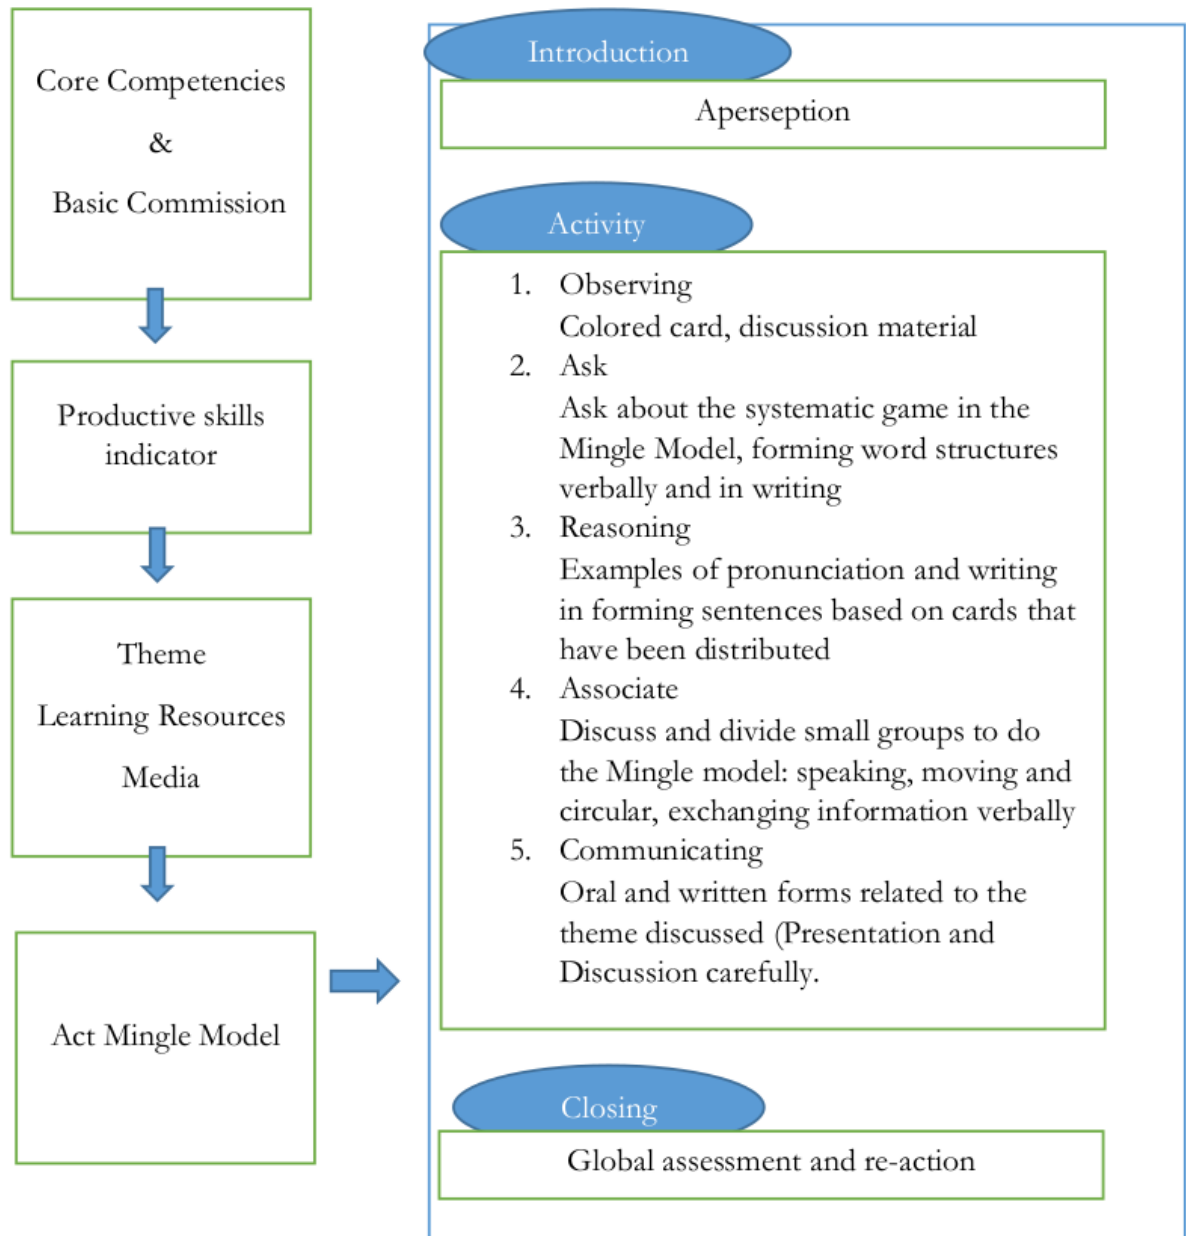 Core Competencies
&
Basic Commission
Productive skills
indicator
Theme
Learning Resources
Media
Act Mingle Model
Introduction
Aperseption
Activity
1. Observing
Colored card, discussion material
2. Ask
Ask about the systematic game in the
Mingle Model, forming word structures
verbally and in writing
3. Reasoning
Examples of pronunciation and writing
in forming sentences based on cards that
have been distributed
4. Associate
Discuss and divide small groups to do
the Mingle model: speaking, moving and
circular, exchanging information verbally
5. Communicating
Oral and written forms related to the
theme discussed (Presentation and
Discussion carefully.
Closing
Global assessment and re-action